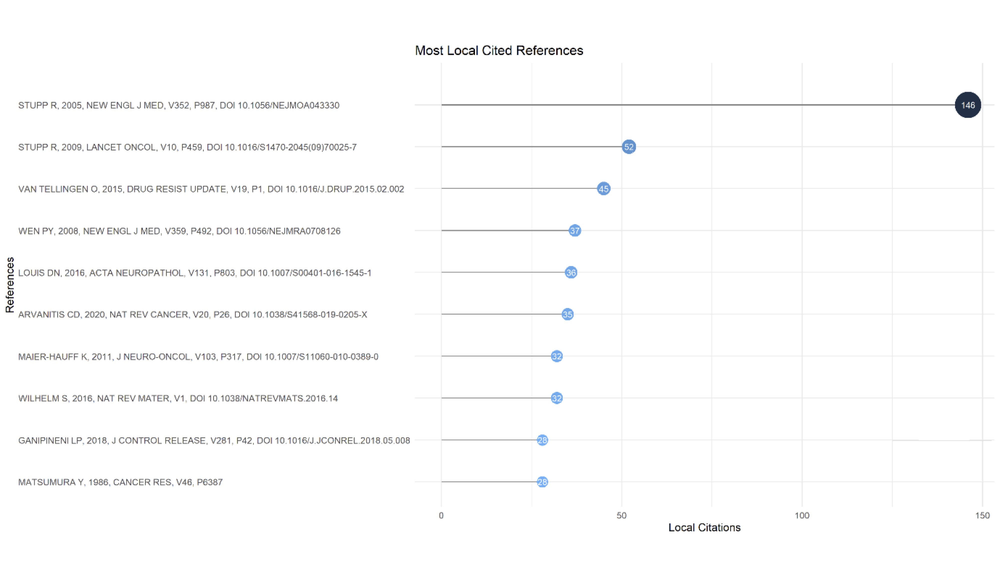 Most Local Cited References
STUPP R, 2005, NEW ENGL J MED, V352, P987, DOI 10.1056/NEJMOA043330
146
STUPP R, 2009, LANCET ONCOL, V10, P459, DOI 10.1016/S1470-2045(09)70025-7
52
VAN TELLINGEN O, 2015, DRUG RESIST UPDATE, V19, P1, DOI 10.1016/J.DRUP.2015.02.002
45
WEN PY, 2008, NEW ENGL J MED, V359, P492, DOI 10.1056/NEJMRA0708126
37
LOUIS DN, 2016, ACTA NEUROPATHOL, V131, P803, DOI 10.1007/S00401-016-1545-1
36
ARVANITIS CD, 2020, NAT REV CANCER, V20, P26, DOI 10.1038/S41568-019-0205-X
35
MAIER-HAUFF K, 2011, J NEURO-ONCOL, V103, P317, DOI 10.1007/S11060-010-0389-0
32
WILHELM S, 2016, NAT REV MATER, V1, DOI 10.1038/NATREVMATS.2016.14
32
GANIPINENI LP, 2018, J CONTROL RELEASE, V281, P42, DOI 10.1016/J.JCONREL.2018.05.008
28
MATSUMURA Y, 1986, CANCER RES, V46, P6387
28
References
0 50 100 150
Local Citations